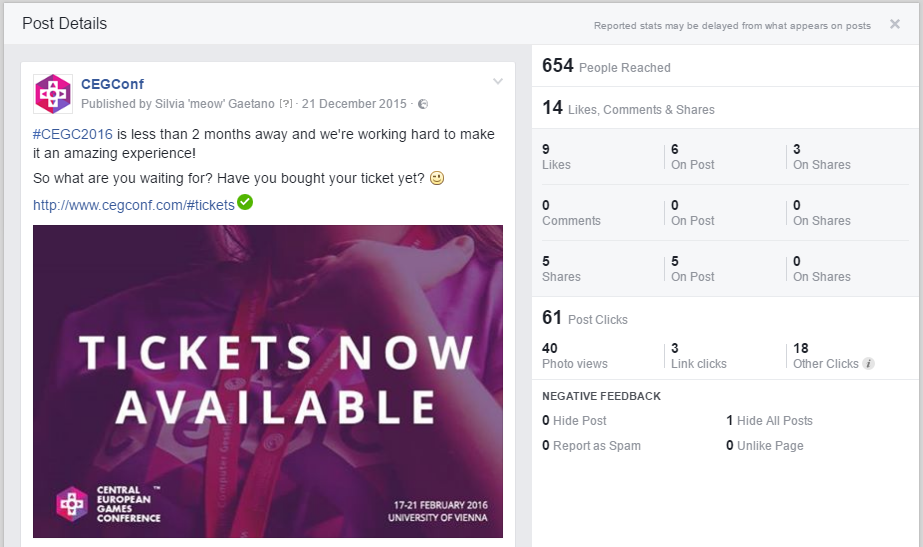 Post Details
Reported stats may be delayed from what appears on posts
CEGConf
Published by Silvia 'meow' Gaetano [?] · 21 December 2015 ·
#CEGC2016 is less than 2 months away and we're working hard to make
it an amazing experience!
So what are you waiting for? Have you bought your ticket yet?
http://www.cegconf.com/#tickets
TICKETS NOW
AVAILABLE
Computer Gesellschaft
CENTRAL ™
EUROPEAN
GAMES
CONFERENCE
17-21 FEBRUARY 2016
UNIVERSITY OF VIENNA
654 People Reached
14 Likes, Comments & Shares
9 6 3
Likes On Post On Shares
0 0 0
Comments On Post On Shares
5 5 0
Shares On Post On Shares
61 Post Clicks
40 3 18
Photo views Link clicks Other Clicks i
NEGATIVE FEEDBACK
0 Hide Post 1 Hide All Posts
0 Report as Spam 0 Unlike Page